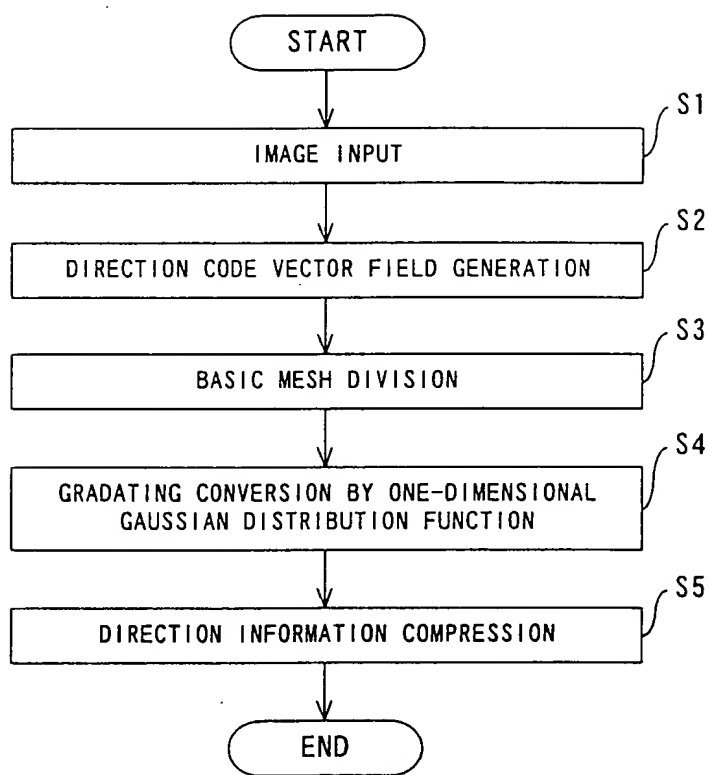 START
S1
IMAGE INPUT
S2
DIRECTION CODE VECTOR FIELD GENERATION
S3
BASIC MESH DIVISION
S4
GRADATING CONVERSION BY ONE-DIMENSIONAL
GAUSSIAN DISTRIBUTION FUNCTION
S5
DIRECTION INFORMATION COMPRESSION
END